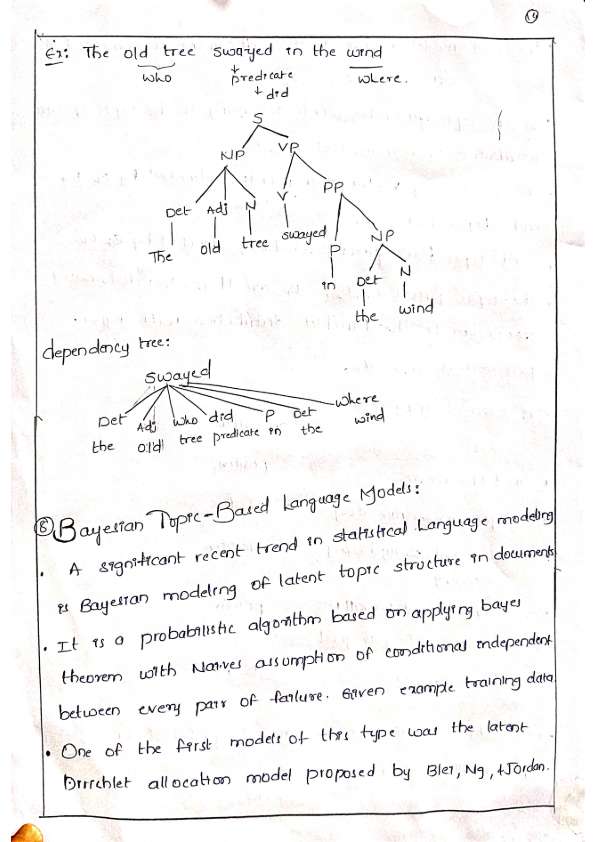 19
Ex: The old tree swayed in the wind
who predicate where.
did
S
NP VP
PP
Det Adj N V
NP
The old tree swayed P
in Det N
the wind
dependency tree:
Swayed
Det Adj who did P Det where
the old tree predicate in the wind
⑧ Bayesian Topic-Based Language Models:
• A significant recent trend in statistical Language modeling
is Bayesian modeling of latent topic structure in documents
• It is a probabilistic algorithm based on applying bayes
theorem with Natives assumption of conditional independent
between every pair of failure. Given example training data
• One of the first models of this type was the latent
Drrrchlet allocation model proposed by Bler, Ng, + Jordan.